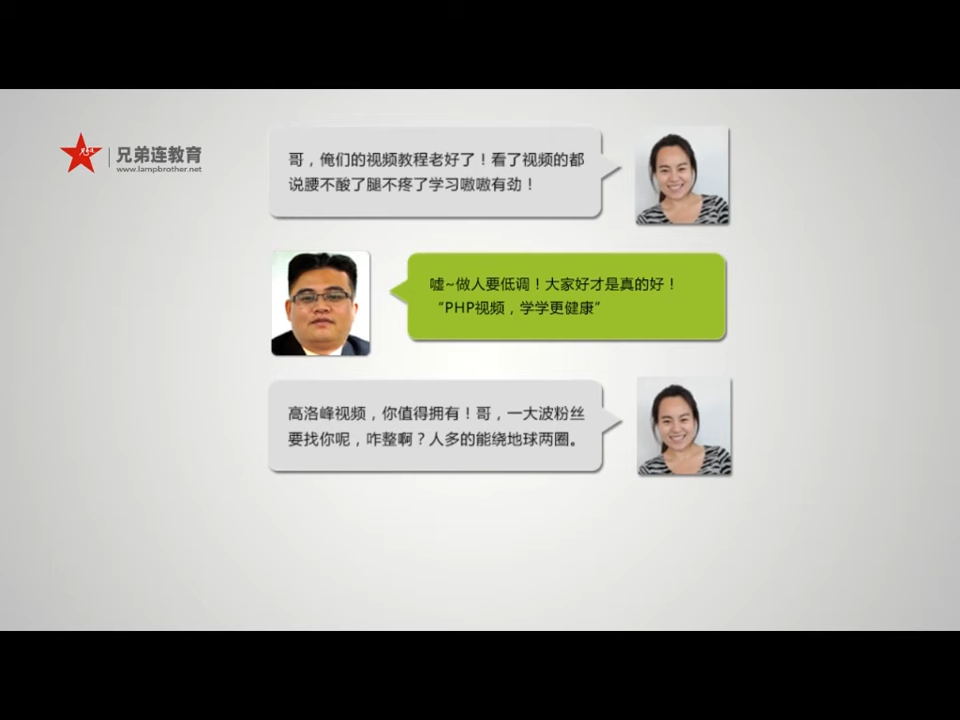 兄弟连教育
www.lampbrother.net
哥，俺们的视频教程老好了！看了视频的都
说腰不酸了腿不疼了学习嗷嗷有劲！
嘘~做人要低调！大家好才是真的好！
“PHP视频，学学更健康”
高洛峰视频，你值得拥有！哥，一大波粉丝
要找你呢，咋整啊？人多的能绕地球两圈。